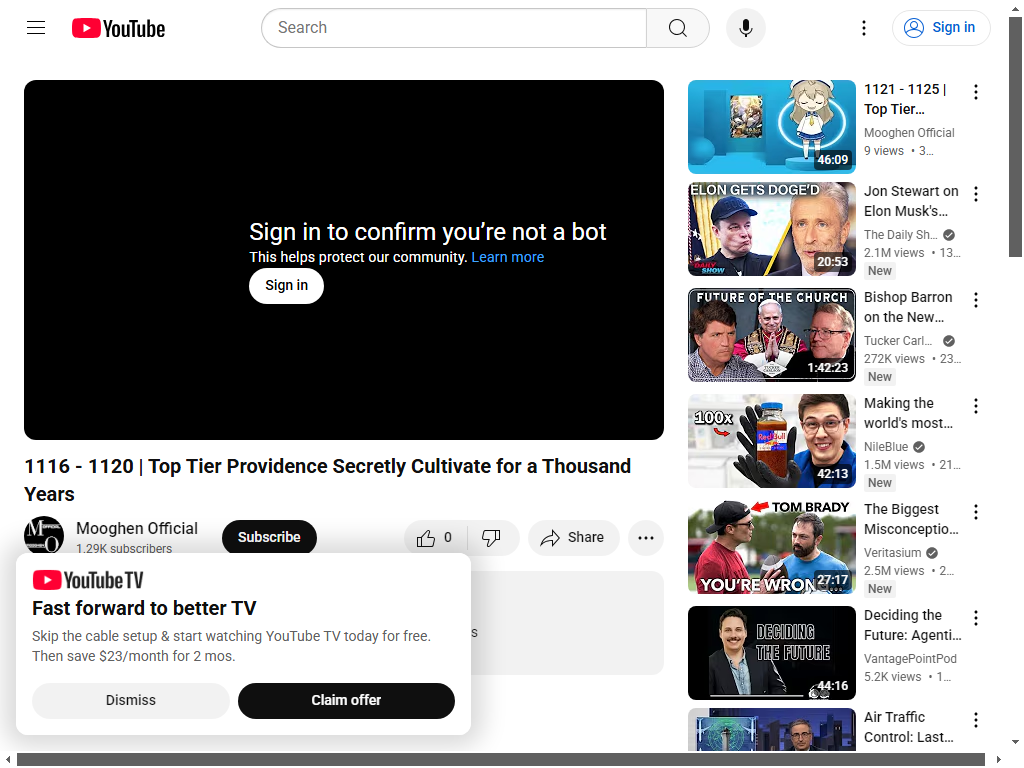 YouTube
Search
Sign in
Sign in to confirm you're not a bot
This helps protect our community. Learn more
Sign in
1116 - 1120 | Top Tier Providence Secretly Cultivate for a Thousand
Years
Mooghen Official
1.29K subscribers
Subscribe
0
Share
YouTube TV
Fast forward to better TV
Skip the cable setup & start watching YouTube TV today for free.
Then save $23/month for 2 mos.
Dismiss
Claim offer
46:09
1121 - 1125 |
Top Tier…
Mooghen Official
9 views • 3…
ELON GETS DOGE'D
DAILY
SHOW
20:53
Jon Stewart on
Elon Musk's…
The Daily Sh…
2.1M views • 13…
New
FUTURE OF THE CHURCH
1:42:23
Bishop Barron
on the New…
Tucker Carl…
272K views • 23…
New
100x
Red Bull
42:13
Making the
world's most…
NileBlue
1.5M views • 21…
New
TOM BRADY
YOU'RE WRONG
27:17
The Biggest
Misconceptio…
Veritasium
2.5M views • 2…
New
DECIDING
THE FUTURE
44:16
Deciding the
Future: Agenti…
VantagePointPod
5.2K views • 1…
Air Traffic
Control: Last…